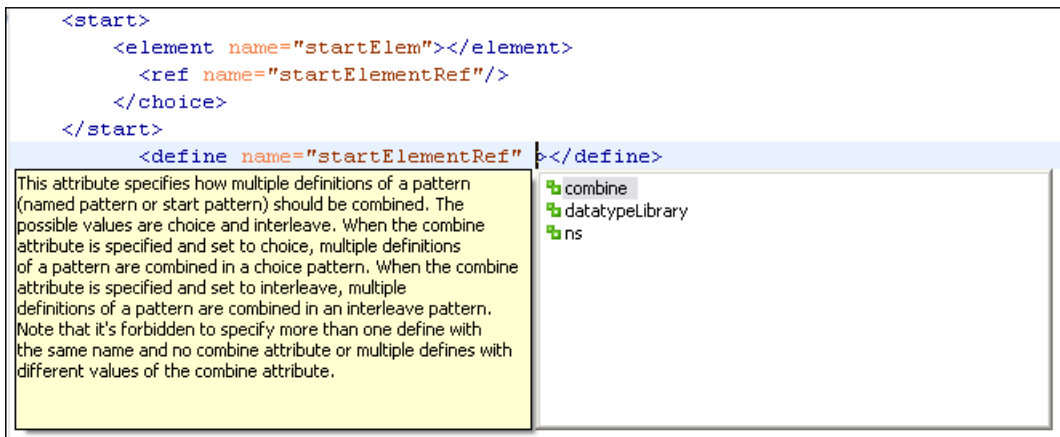 <start>
<element name="startElem"></element>
<ref name="startElementRef"/>
</choice>
</start>
<define name="startElementRef" ></define>
This attribute specifies how multiple definitions of a pattern
(named pattern or start pattern) should be combined. The
possible values are choice and interleave. When the combine
attribute is specified and set to choice, multiple definitions
of a pattern are combined in a choice pattern. When the combine
attribute is specified and set to interleave, multiple
definitions of a pattern are combined in an interleave pattern.
Note that it's forbidden to specify more than one define with
the same name and no combine attribute or multiple defines with
different values of the combine attribute.
combine
datatypeLibrary
ns